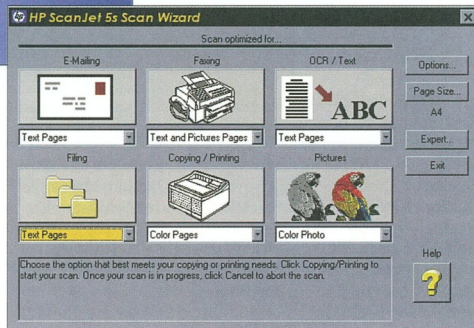 HP ScanJet 5s Scan Wizard
Scan optimized for...
E-Mailing
Faxing
OCR / Text
Options...
ABC
Page Size...
A4
Text Pages
Text and Pictures Pages
Text Pages
Expert...
Filing
Copying / Printing
Pictures
Exit
Text Pages
Color Pages
Color Photo
Help
Choose the option that best meets your copying or printing needs. Click Copying/Printing to
start your scan. Once your scan is in progress, click Cancel to abort the scan.